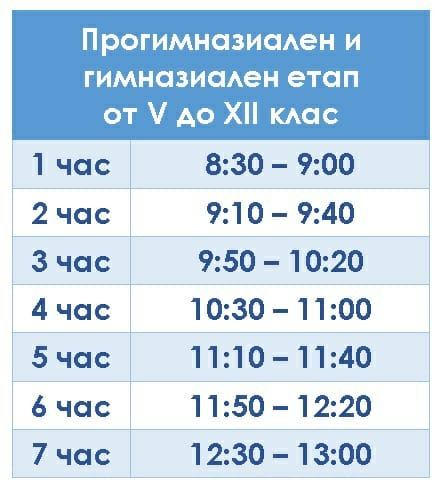 Прогимназиален и
гимназиален етап
от V до XII клас
1 час 8:30 – 9:00
2 час 9:10 – 9:40
3 час 9:50 – 10:20
4 час 10:30 – 11:00
5 час 11:10 – 11:40
6 час 11:50 – 12:20
7 час 12:30 – 13:00